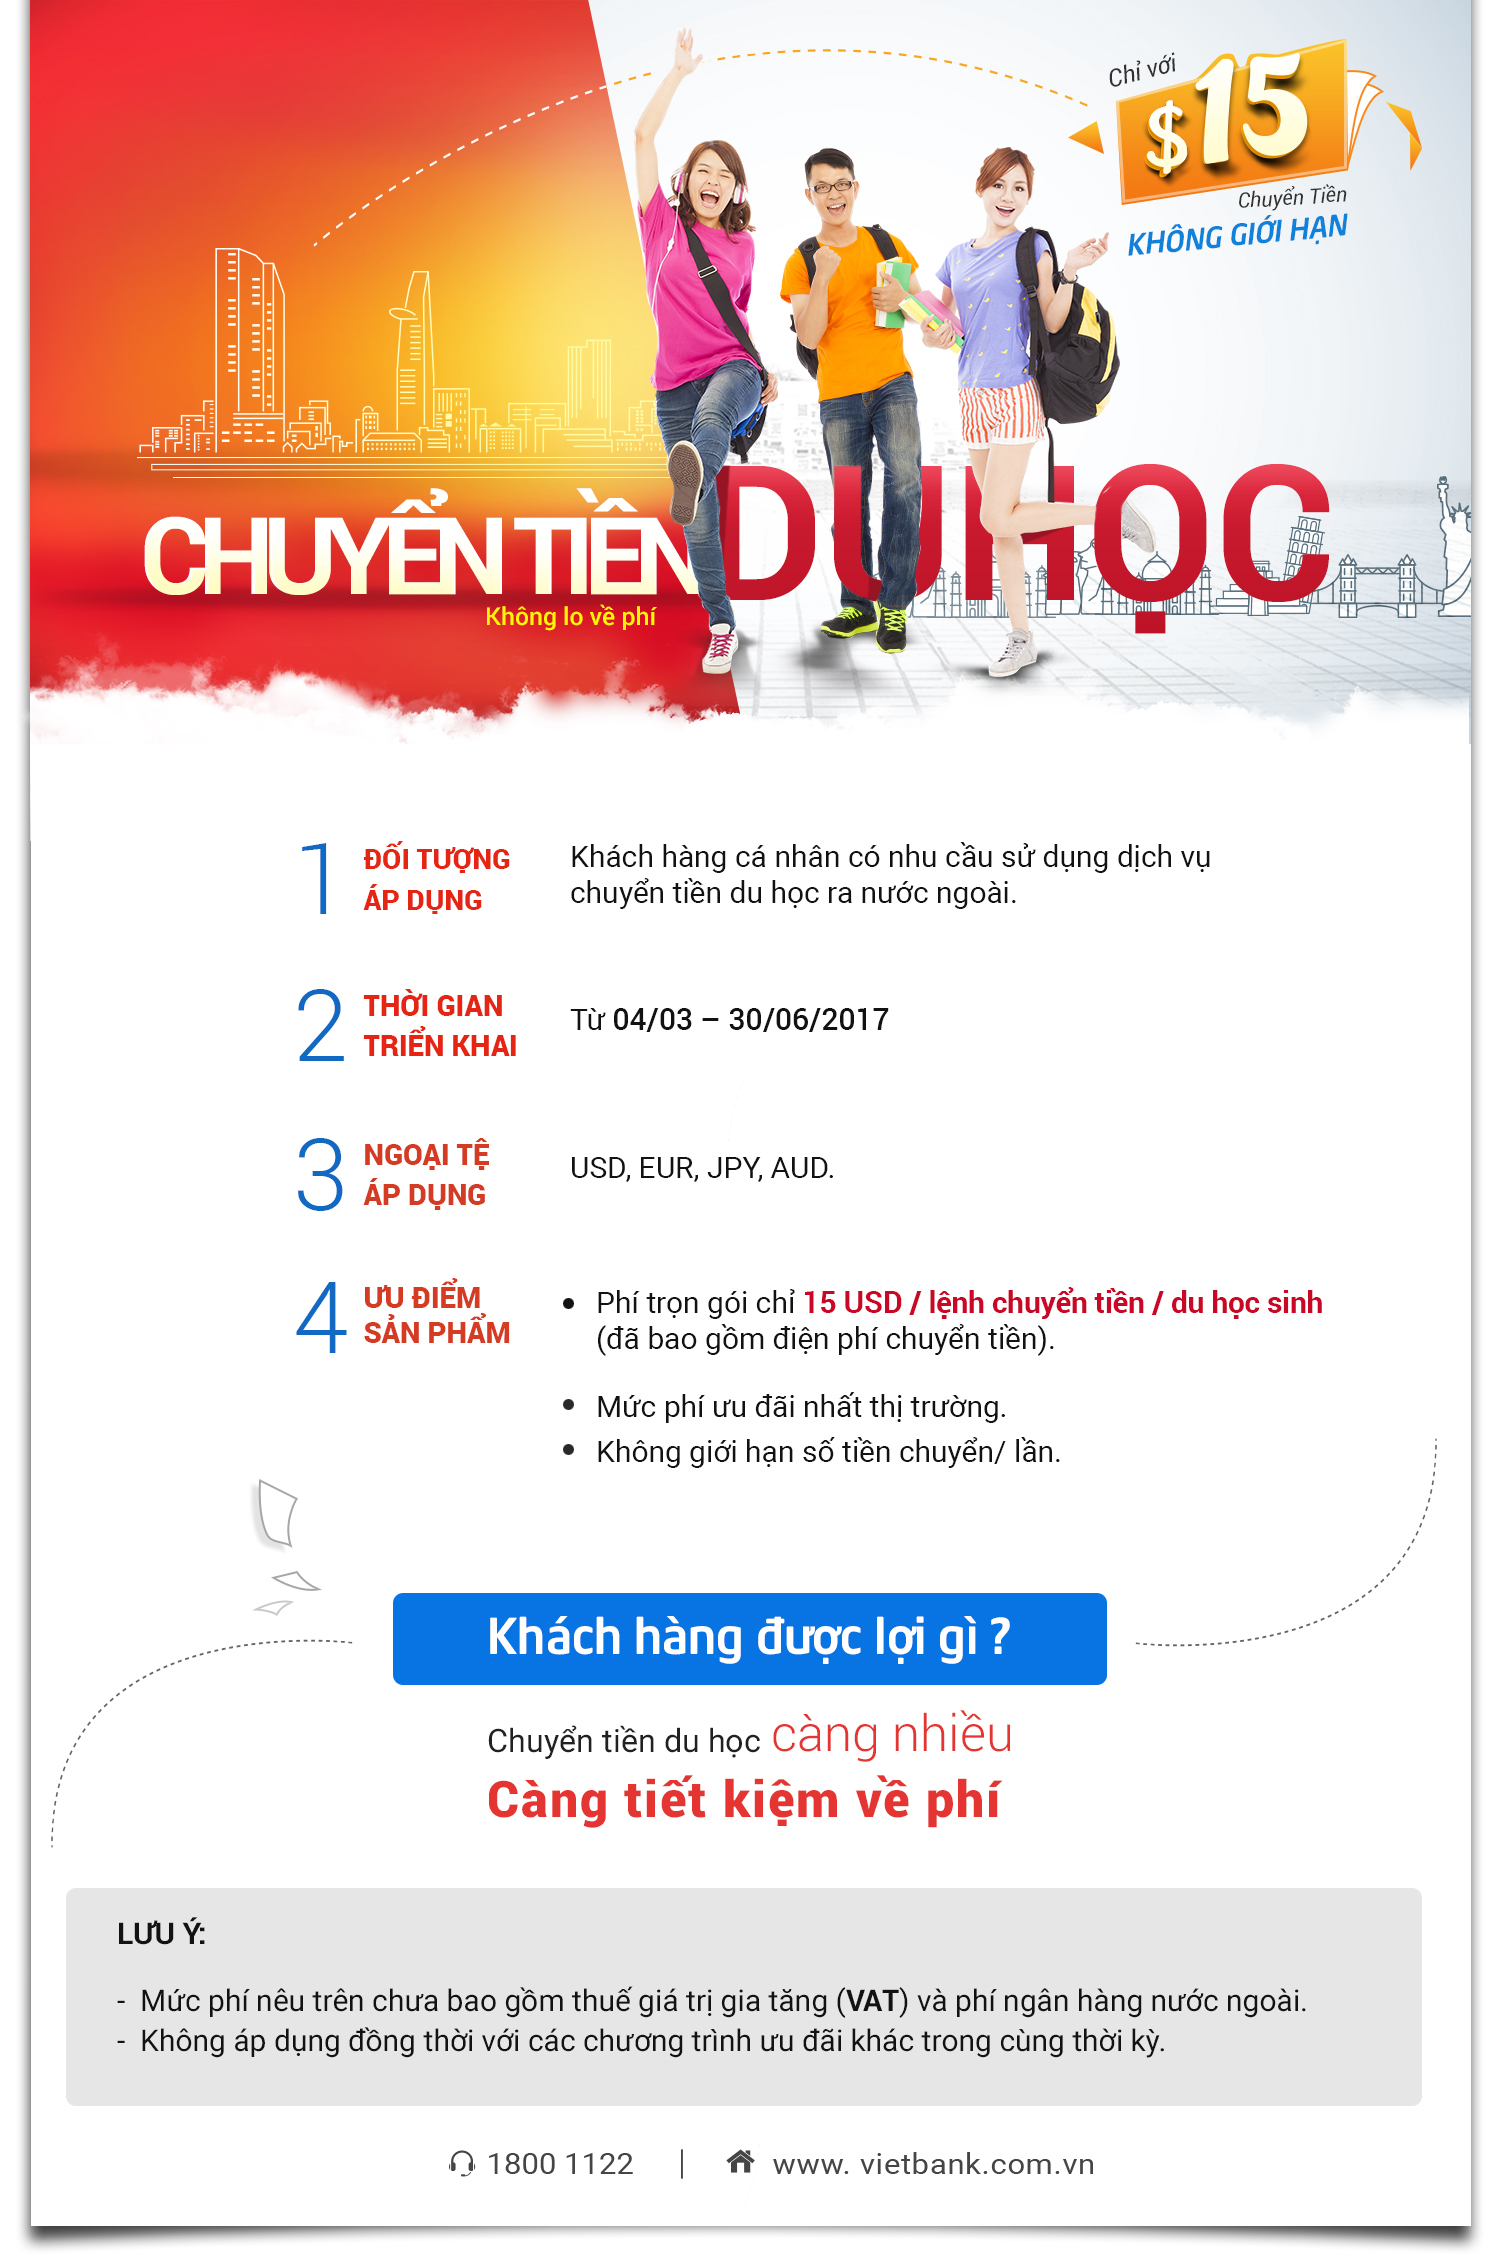 Chỉ với
$15
Chuyển Tiền
KHÔNG GIỚI HẠN
CHUYỂN TIỀN DU HỌC
Không lo về phí
1 ĐỐI TƯỢNG
ÁP DỤNG
Khách hàng cá nhân có nhu cầu sử dụng dịch vụ
chuyển tiền du học ra nước ngoài.
2 THỜI GIAN
TRIỂN KHAI
Từ 04/03 – 30/06/2017
3 NGOẠI TỆ
ÁP DỤNG
USD, EUR, JPY, AUD.
4 ƯU ĐIỂM
SẢN PHẨM
• Phí trọn gói chỉ 15 USD / lệnh chuyển tiền / du học sinh
(đã bao gồm điện phí chuyển tiền).
• Mức phí ưu đãi nhất thị trường.
• Không giới hạn số tiền chuyển/ lần.
Khách hàng được lợi gì ?
Chuyển tiền du học càng nhiều
Càng tiết kiệm về phí
LƯU Ý:
- Mức phí nêu trên chưa bao gồm thuế giá trị gia tăng (VAT) và phí ngân hàng nước ngoài.
- Không áp dụng đồng thời với các chương trình ưu đãi khác trong cùng thời kỳ.
1800 1122 | www. vietbank.com.vn